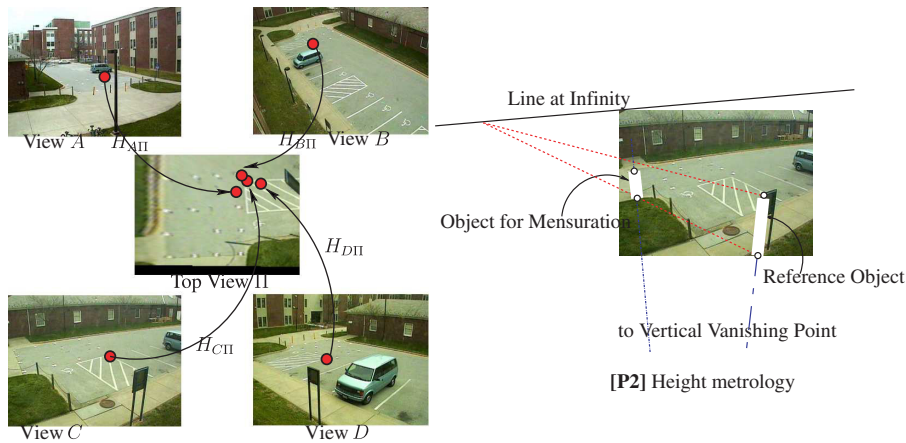 View A
H_{AΠ}
H_{BΠ}
View B
Top View Π
H_{DΠ}
H_{CΠ}
View C
View D
Line at Infinity
Object for Mensuration
Reference Object
to Vertical Vanishing Point
[P2] Height metrology